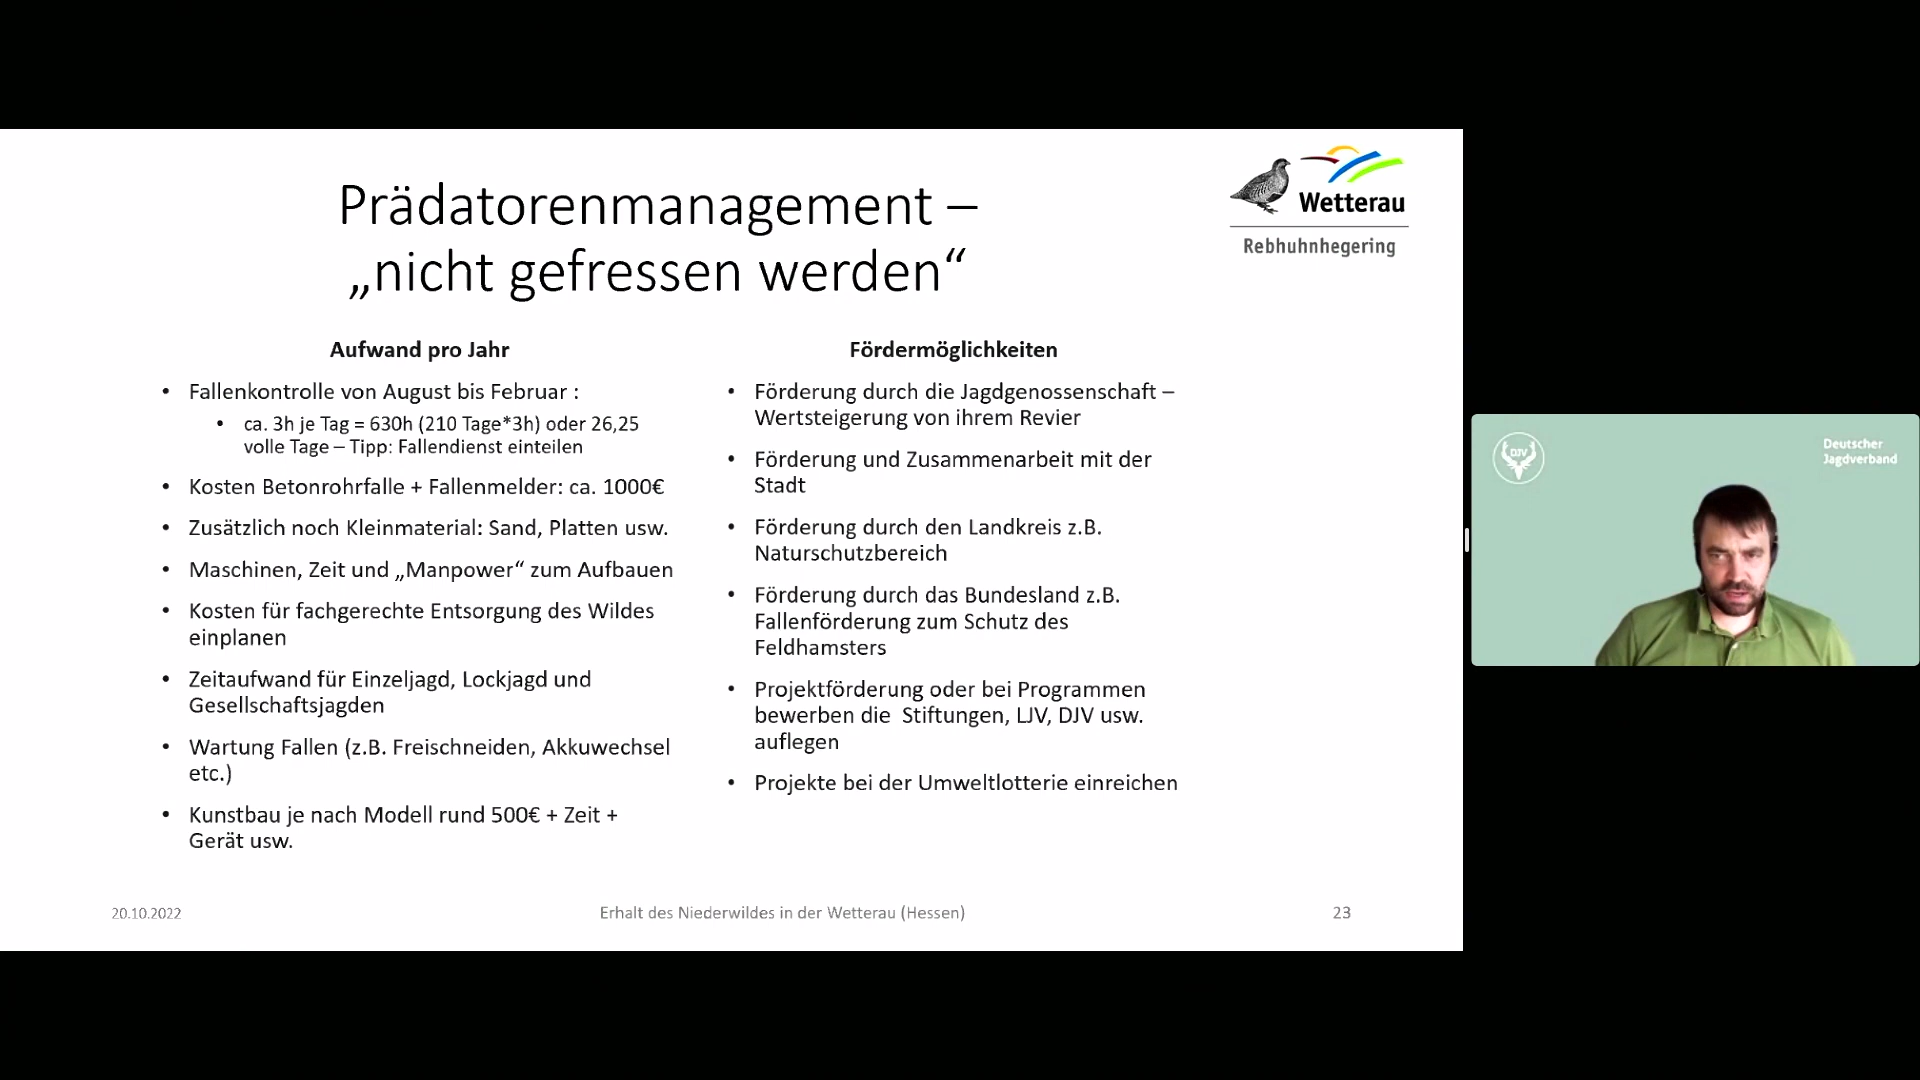 Prädatorenmanagement –
„nicht gefressen werden“
Wetterau
Rebhuhnhegering
Aufwand pro Jahr
• Fallenkontrolle von August bis Februar :
• ca. 3h je Tag = 630h (210 Tage*3h) oder 26,25
volle Tage – Tipp: Fallendienst einteilen
• Kosten Betonrohrfalle + Fallenmelder: ca. 1000€
• Zusätzlich noch Kleinmaterial: Sand, Platten usw.
• Maschinen, Zeit und „Manpower“ zum Aufbauen
• Kosten für fachgerechte Entsorgung des Wildes
einplanen
• Zeitaufwand für Einzeljagd, Lockjagd und
Gesellschaftsjagden
• Wartung Fallen (z.B. Freischneiden, Akkuwechsel
etc.)
• Kunstbau je nach Modell rund 500€ + Zeit +
Gerät usw.
Fördermöglichkeiten
• Förderung durch die Jagdgenossenschaft –
Wertsteigerung von ihrem Revier
• Förderung und Zusammenarbeit mit der
Stadt
• Förderung durch den Landkreis z.B.
Naturschutzbereich
• Förderung durch das Bundesland z.B.
Fallenförderung zum Schutz des
Feldhamsters
• Projektförderung oder bei Programmen
bewerben die  Stiftungen, LJV, DJV usw.
auflegen
• Projekte bei der Umweltlotterie einreichen
20.10.2022
Erhalt des Niederwildes in der Wetterau (Hessen)
23
DJV
Deutscher
Jagdverband